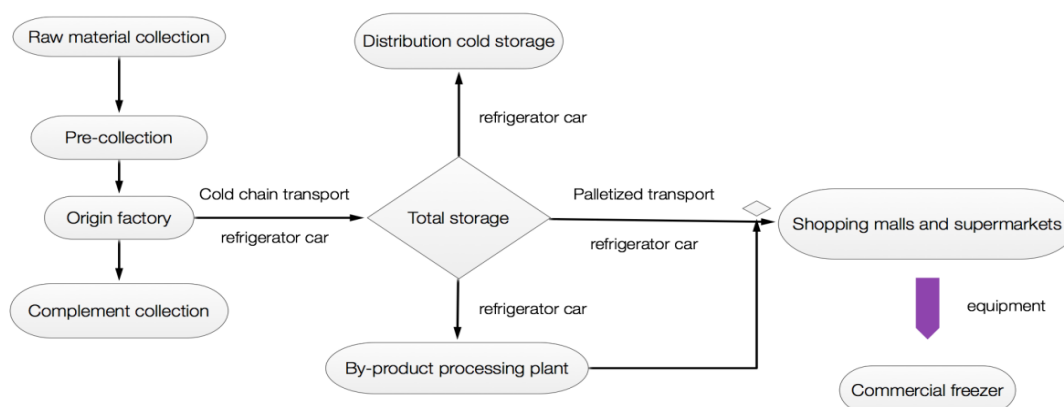 Raw material collection
Distribution cold storage
refrigerator car
Pre-collection
Cold chain transport
Palletized transport
Origin factory
Total storage
Shopping malls and supermarkets
refrigerator car
refrigerator car
Complement collection
refrigerator car
equipment
By-product processing plant
Commercial freezer